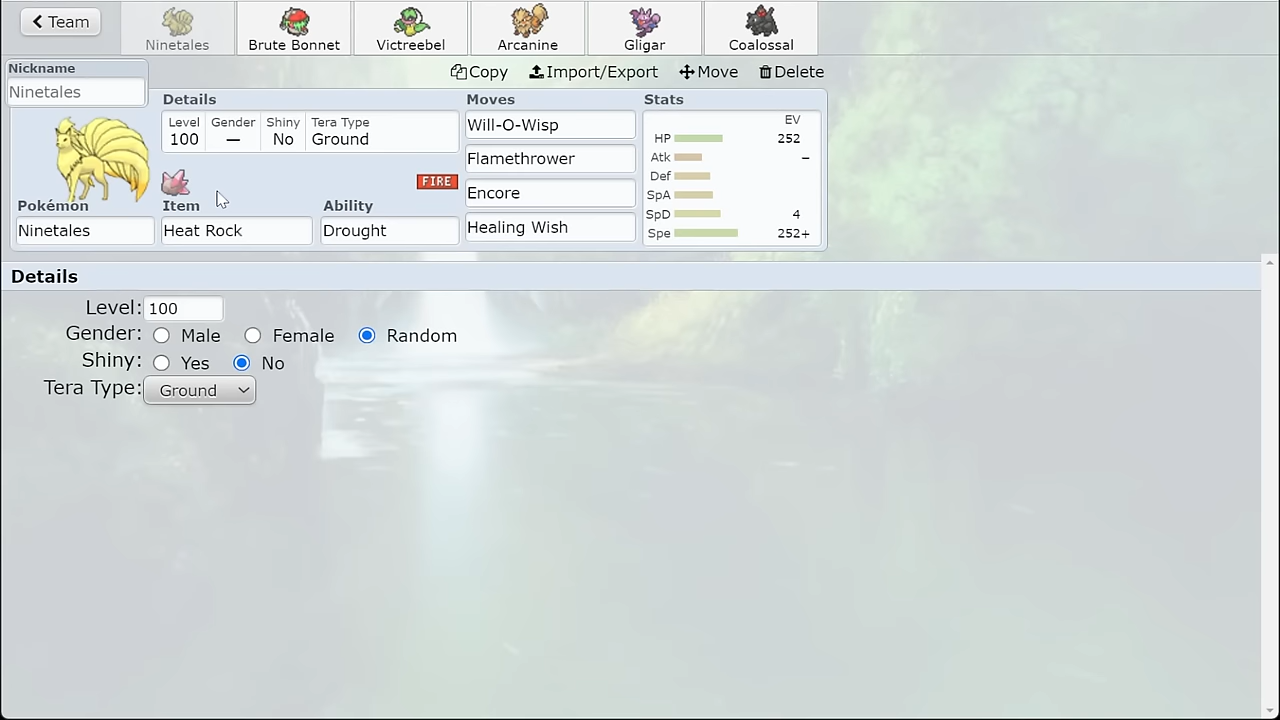 Team
Ninetales
Brute Bonnet
Victreebel
Arcanine
Gligar
Coalossal
Copy
Import/Export
Move
Delete
Nickname
Ninetales
Details
Level
100
Gender
—
Shiny
No
Tera Type
Ground
FIRE
Pokémon
Ninetales
Item
Heat Rock
Ability
Drought
Moves
Will-O-Wisp
Flamethrower
Encore
Healing Wish
Stats
EV
HP 252
Atk –
Def
SpA
SpD 4
Spe 252+
Details
Level: 100
Gender: Male Female Random
Shiny: Yes No
Tera Type: Ground